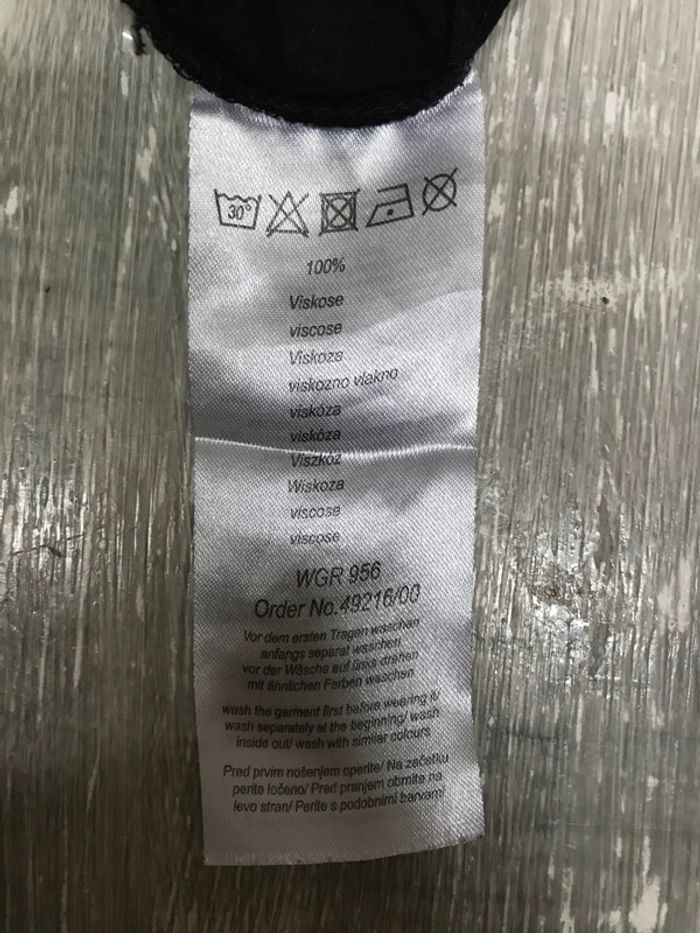 30°
100%
Viskose
viscose
Viskoza
viskozno vlakno
viskóza
viskóza
Viszkóz
Wiskoza
viscose
viscose
WGR 956
Order No.49216/00
Vor dem ersten Tragen waschen
anfangs separat waschen
vor der Wäsche auf links drehen
mit ähnlichen Farben waschen
wash the garment first before wearing it/
wash separately at the beginning/ wash
inside out/ wash with similar colours
Pred prvim nošenjem operite/ Na začetku
perite ločeno/ Pred pranjem obrnite na
levo stran/ Perite s podobnimi barvami